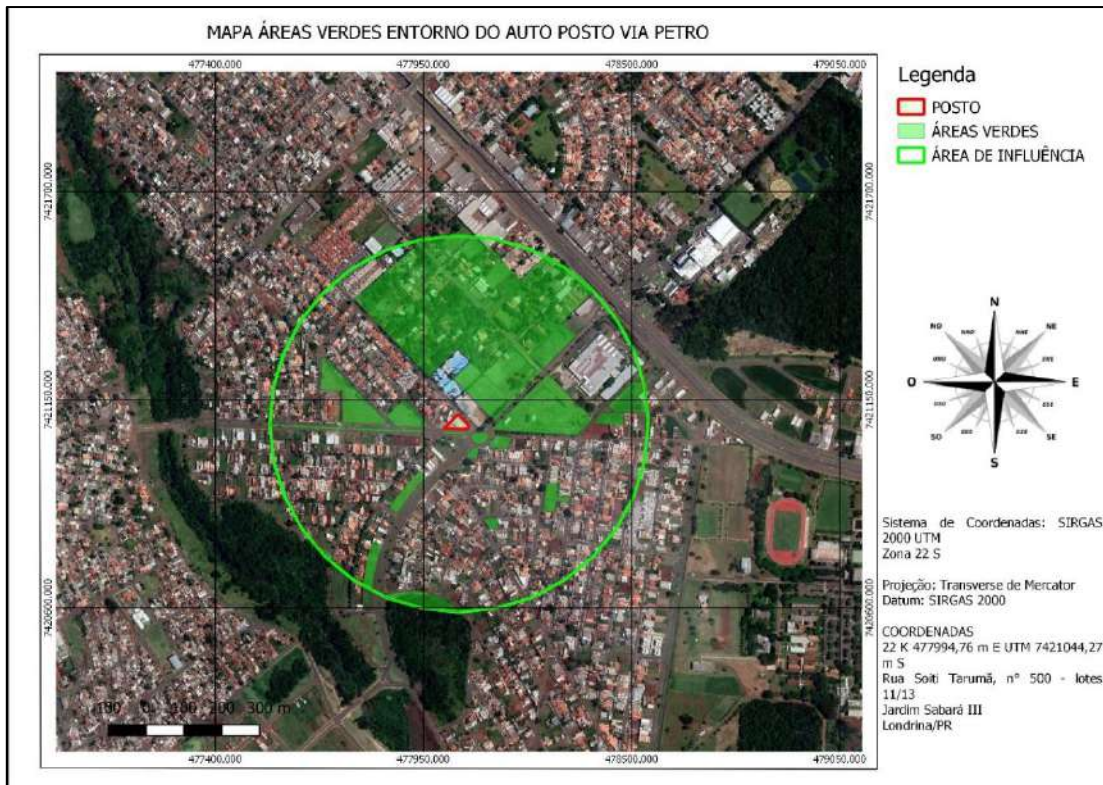 MAPA ÁREAS VERDES ENTORNO DO AUTO POSTO VIA PETRO
477400.000 477950.000 478500.000 479050.000
Legenda
POSTO
ÁREAS VERDES
ÁREA DE INFLUÊNCIA
7421700.000 7421700.000
7421150.000 7421150.000
7420600.000 7420600.000
N
NO NE
O E
SO SE
S
Sistema de Coordenadas: SIRGAS
2000 UTM
Zona 22 S
Projeção: Transverse de Mercator
Datum: SIRGAS 2000
COORDENADAS
22 K 477994,76 m E UTM 7421044,27
m S
Rua Soiti Tarumã, n° 500 - lotes
11/13
Jardim Sabará III
Londrina/PR
100 0 100 200 300 m
477400.000 477950.000 478500.000 479050.000